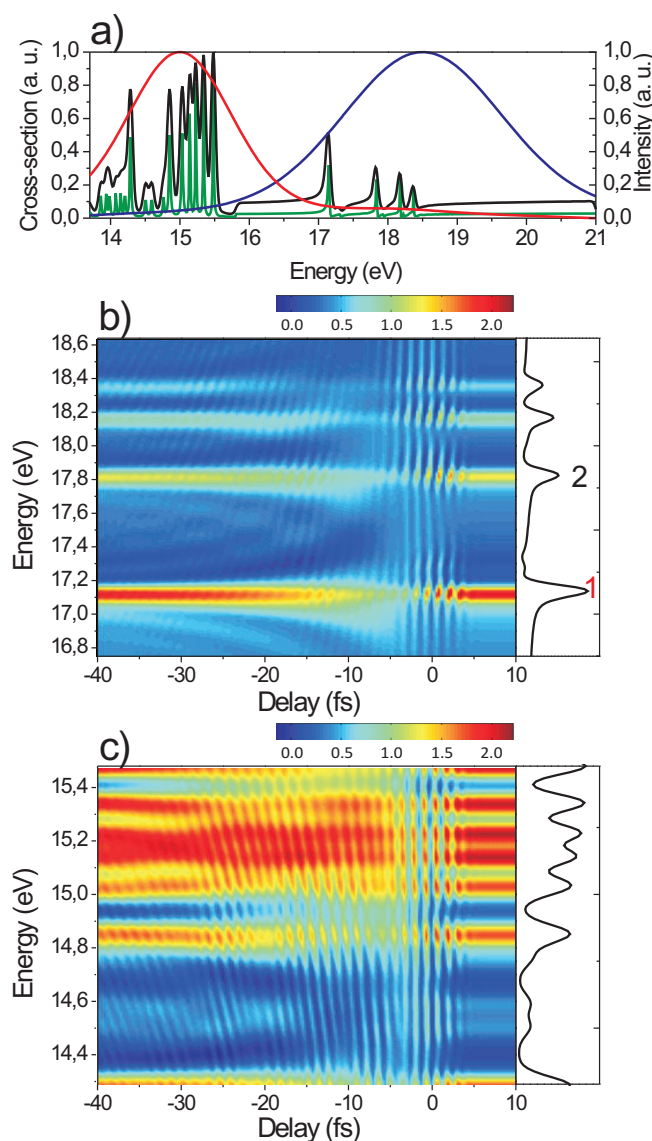 a)
Cross-section (a. u.)
1,0
0,8
0,6
0,4
0,2
0,0
1,0
0,8
0,6
0,4
0,2
0,0
Intensity (a. u.)
14 15 16 17 18 19 20 21
Energy (eV)
0.0 0.5 1.0 1.5 2.0
b)
Energy (eV)
18,6
18,4
18,2
18,0
17,8
17,6
17,4
17,2
17,0
16,8
2
1
-40 -30 -20 -10 0 10
Delay (fs)
0.0 0.5 1.0 1.5 2.0
c)
Energy (eV)
15,4
15,2
15,0
14,8
14,6
14,4
-40 -30 -20 -10 0 10
Delay (fs)